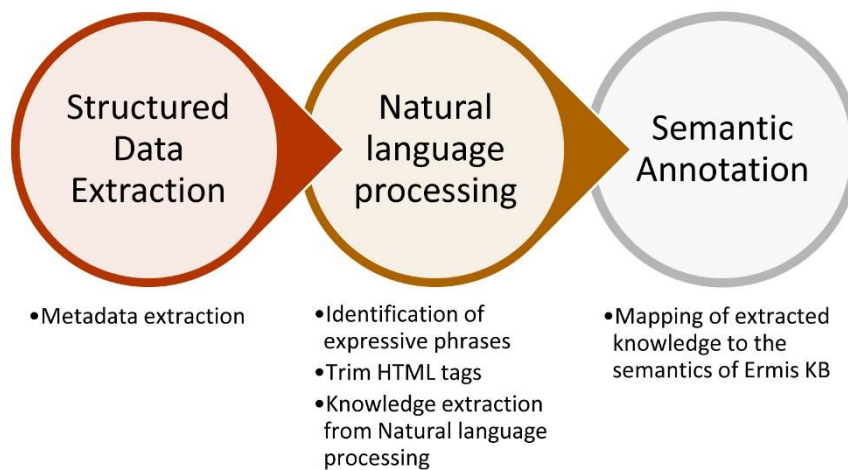 Structured
Data
Extraction
Natural
language
processing
Semantic
Annotation
•Metadata extraction
•Identification of
expressive phrases
•Trim HTML tags
•Knowledge extraction
from Natural language
processing
•Mapping of extracted
knowledge to the
semantics of Ermis KB